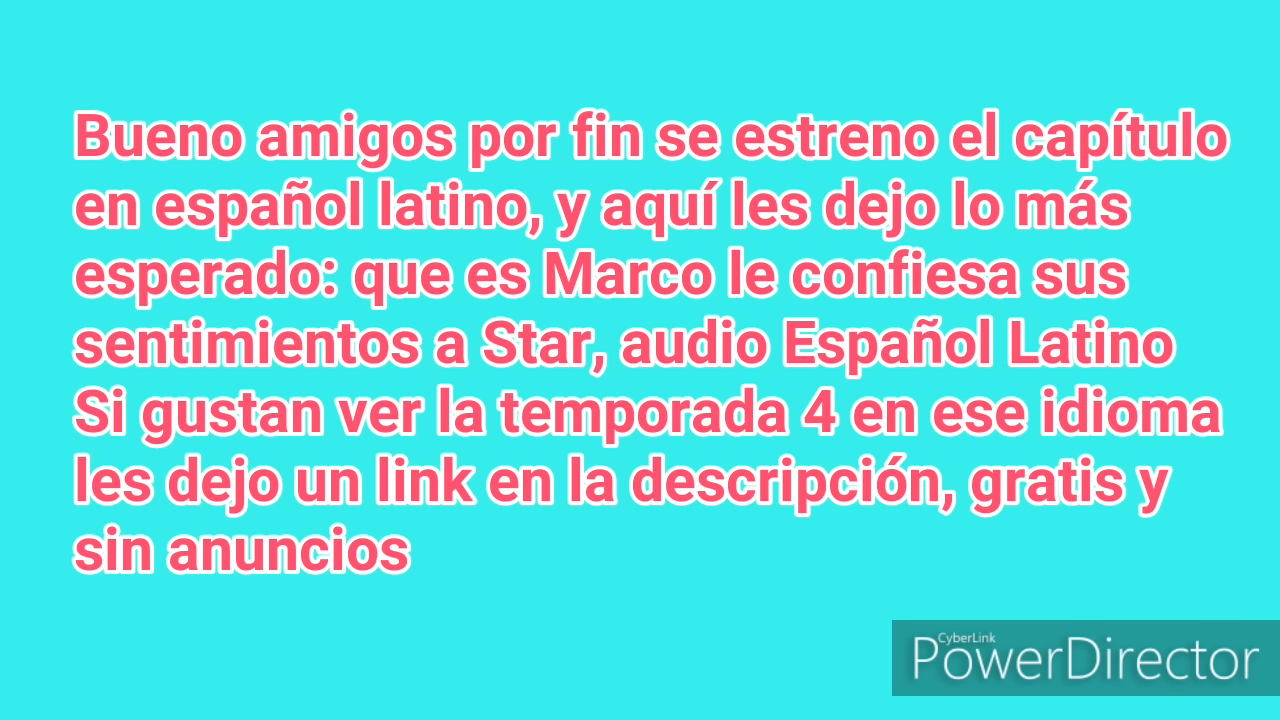 Bueno amigos por fin se estreno el capítulo
en español latino, y aquí les dejo lo más
esperado: que es Marco le confiesa sus
sentimientos a Star, audio Español Latino
Si gustan ver la temporada 4 en ese idioma
les dejo un link en la descripción, gratis y
sin anuncios
CyberLink
PowerDirector